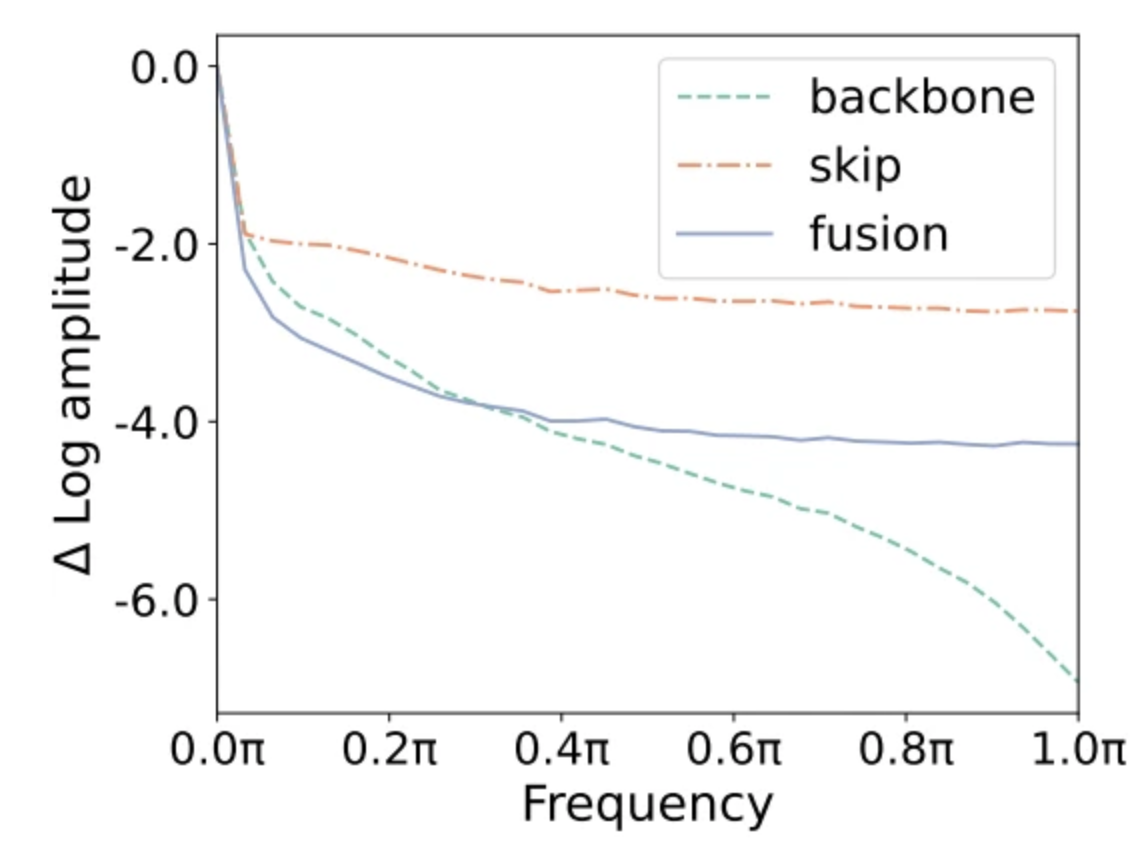 0.0
-2.0
-4.0
-6.0
Δ Log amplitude
backbone
skip
fusion
0.0π 0.2π 0.4π 0.6π 0.8π 1.0π
Frequency